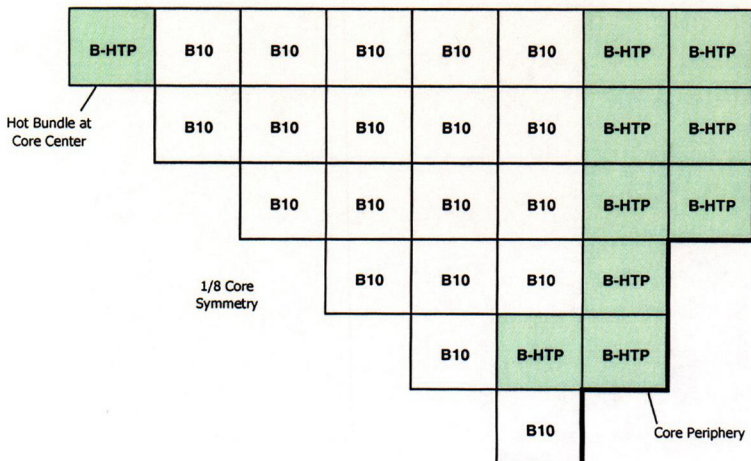 B-HTP B10 B10 B10 B10 B10 B-HTP B-HTP
Hot Bundle at
Core Center
B10 B10 B10 B10 B10 B-HTP B-HTP
B10 B10 B10 B10 B-HTP B-HTP
1/8 Core
Symmetry
B10 B10 B10 B-HTP
B10 B-HTP B-HTP
B10
Core Periphery